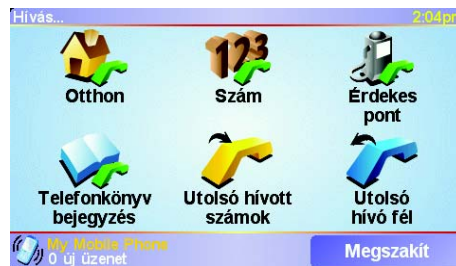 Hívás...
2:04pm
Otthon
Szám
Érdekes
pont
Telefonkönyv
bejegyzés
Utolsó hívott
számok
Utolsó
hívó fél
My Mobile Phone
0 új üzenet
Megszakít